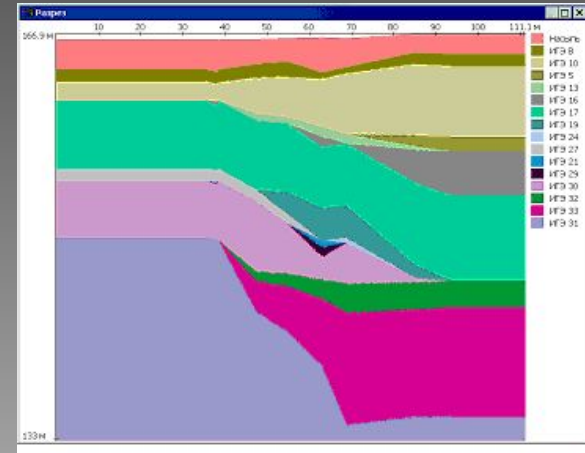 Разрез
10 20 30 40 50 60 70 80 90 100 111.3 м
166.9 м
133 м
Насыпь
ИГЭ 8
ИГЭ 10
ИГЭ 5
ИГЭ 13
ИГЭ 16
ИГЭ 17
ИГЭ 19
ИГЭ 24
ИГЭ 27
ИГЭ 21
ИГЭ 29
ИГЭ 30
ИГЭ 32
ИГЭ 33
ИГЭ 31